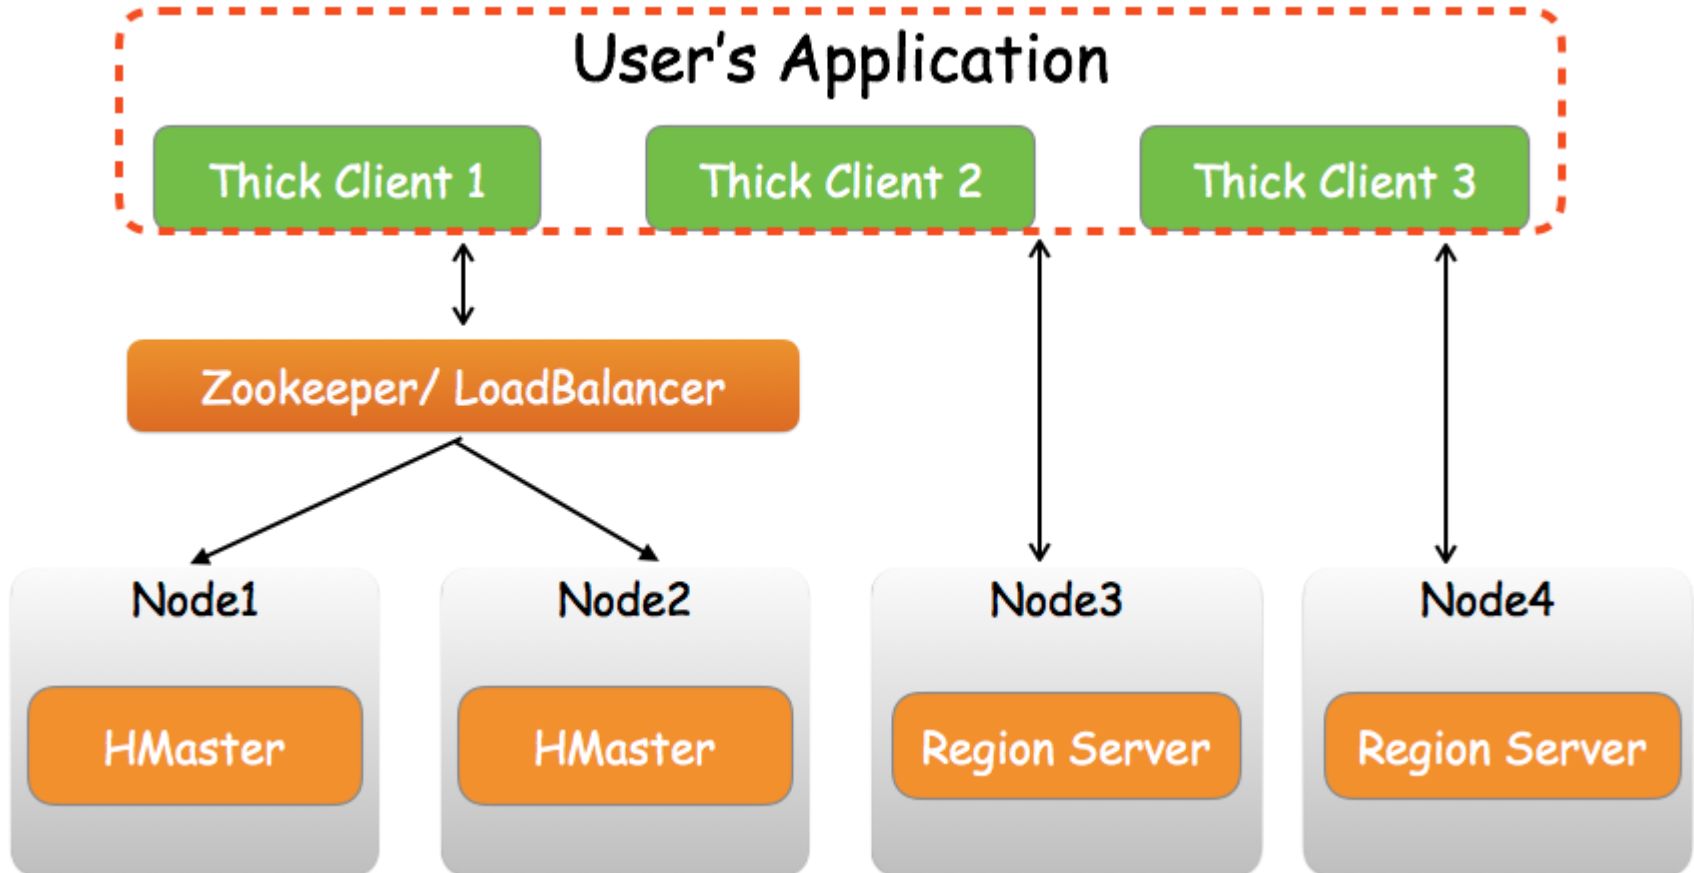 User's Application
Thick Client 1
Thick Client 2
Thick Client 3
Zookeeper/ LoadBalancer
Node1
Node2
Node3
Node4
HMaster
HMaster
Region Server
Region Server